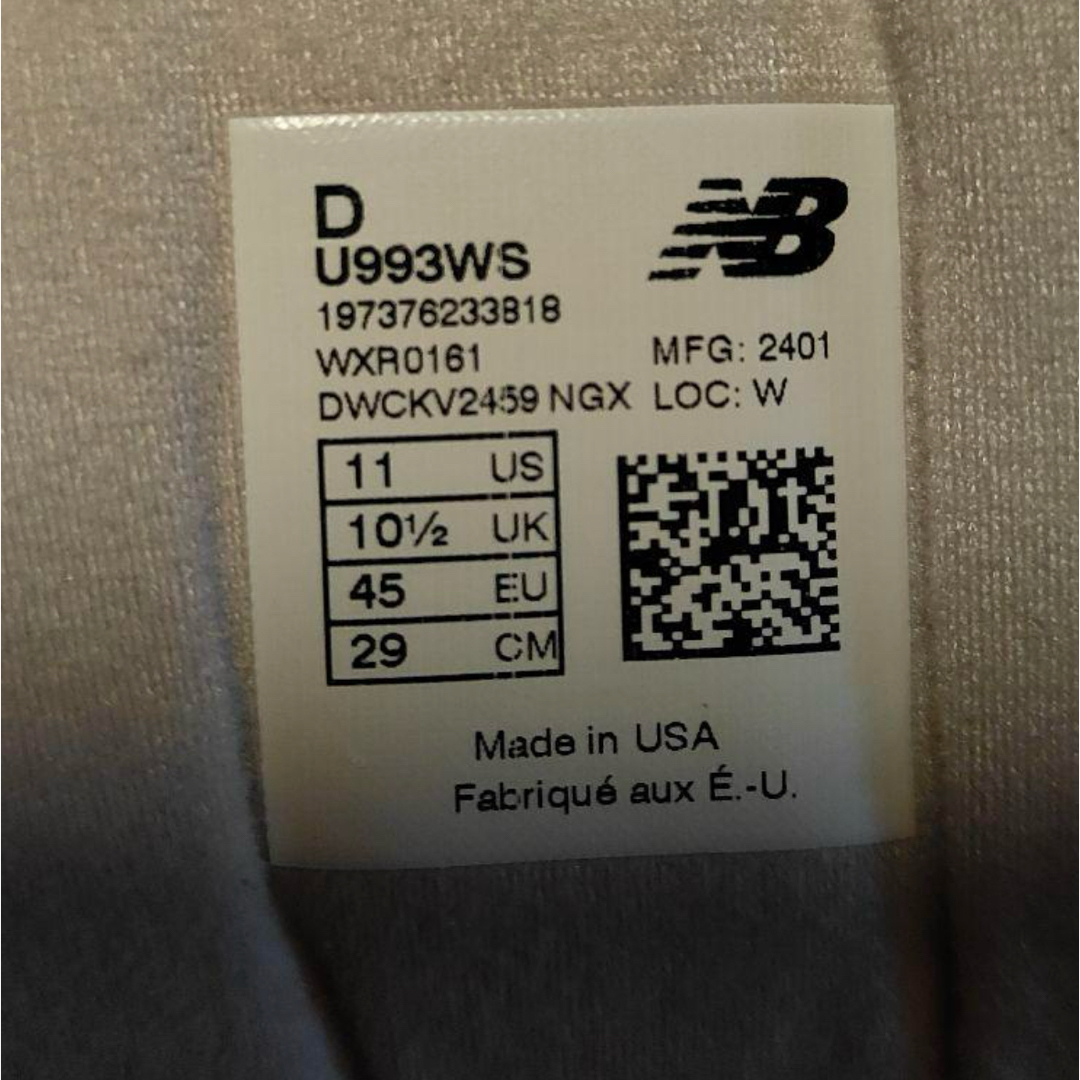 D
U993WS
NB
197376233818
WXR0161
MFG: 2401
DWCKV2459 NGX LOC: W
11 US
10½ UK
45 EU
29 CM
Made in USA
Fabriqué aux É.-U.